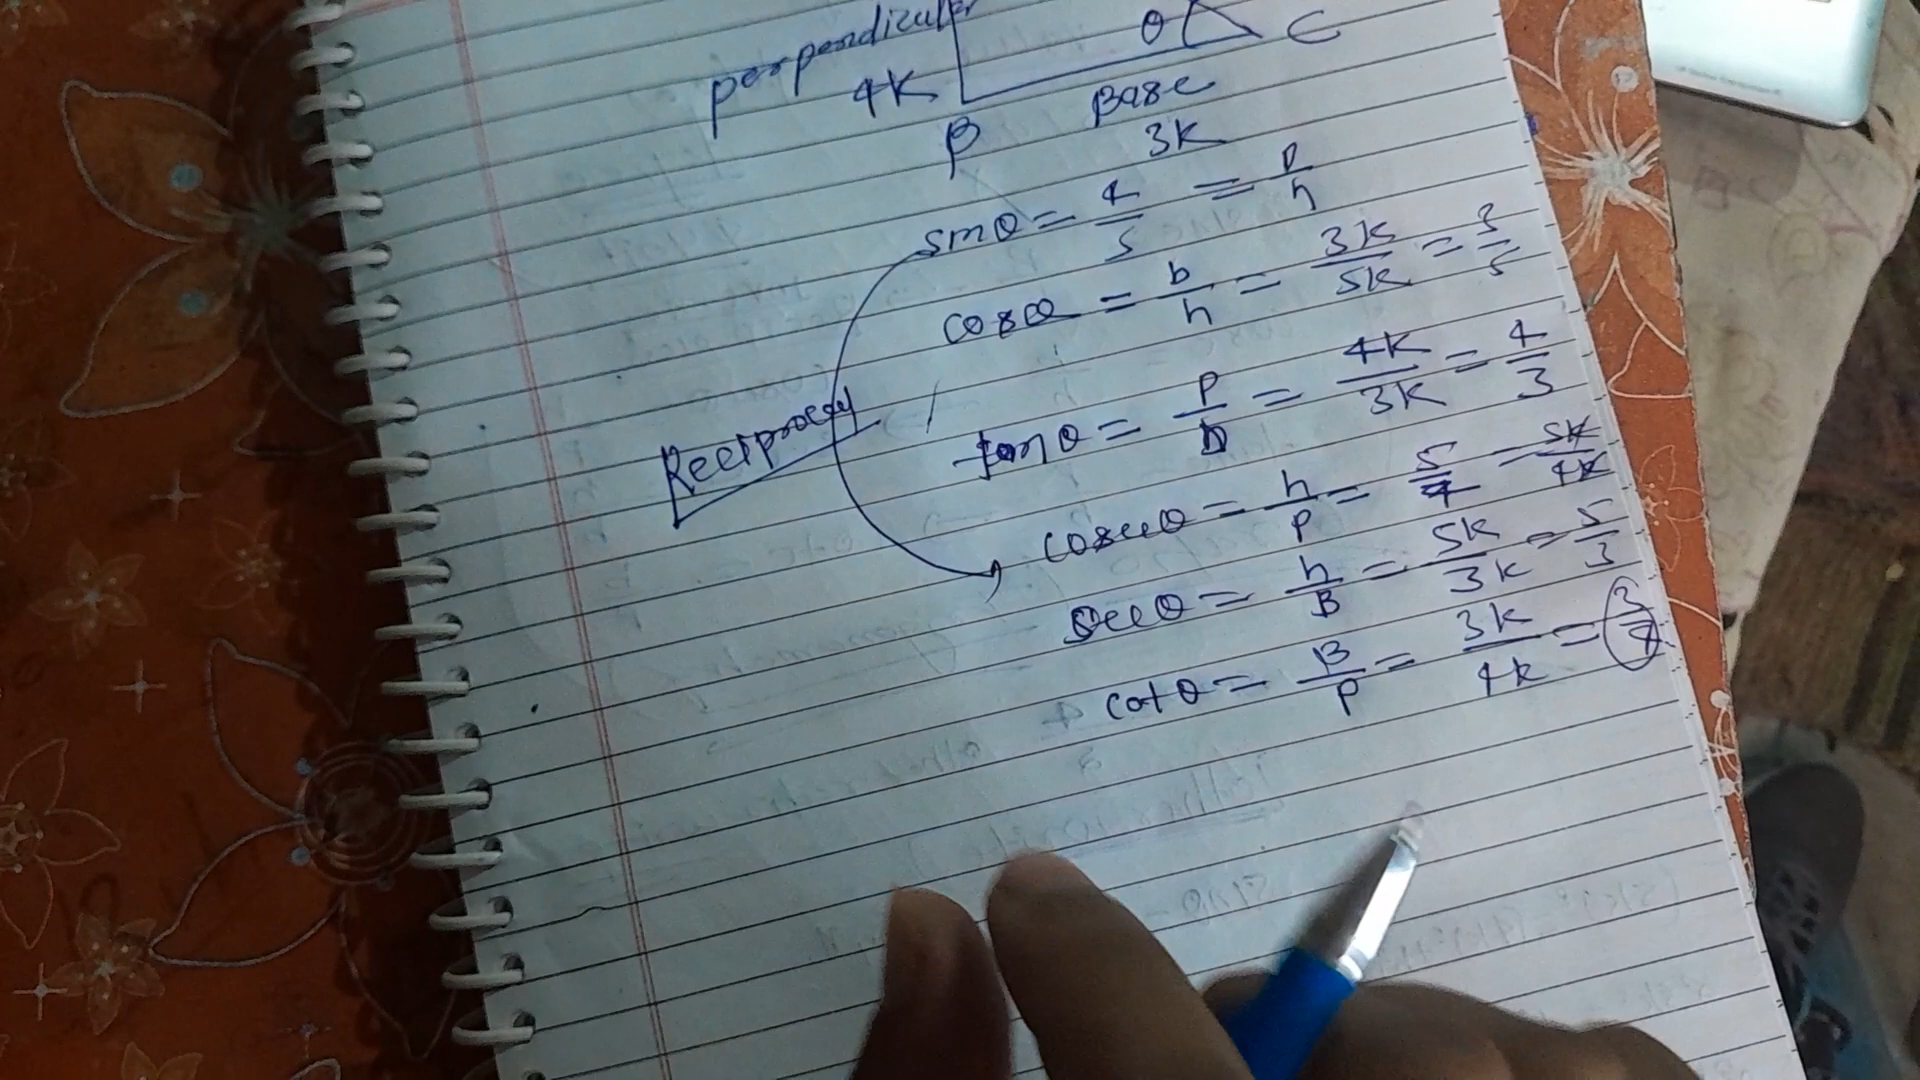 perpendicular
θ C
4K
Base
B
3K
sinθ = 4/5 = P/h
cosθ = b/h = 3K/5K = 3/5
Reciprocal
tanθ = P/b = 4K/3K = 4/3
cosecθ = h/P = 5/4 = 5K/4K
secθ = h/B = 5K/3K = 5/3
cotθ = B/P = 3K/4K = 3/4